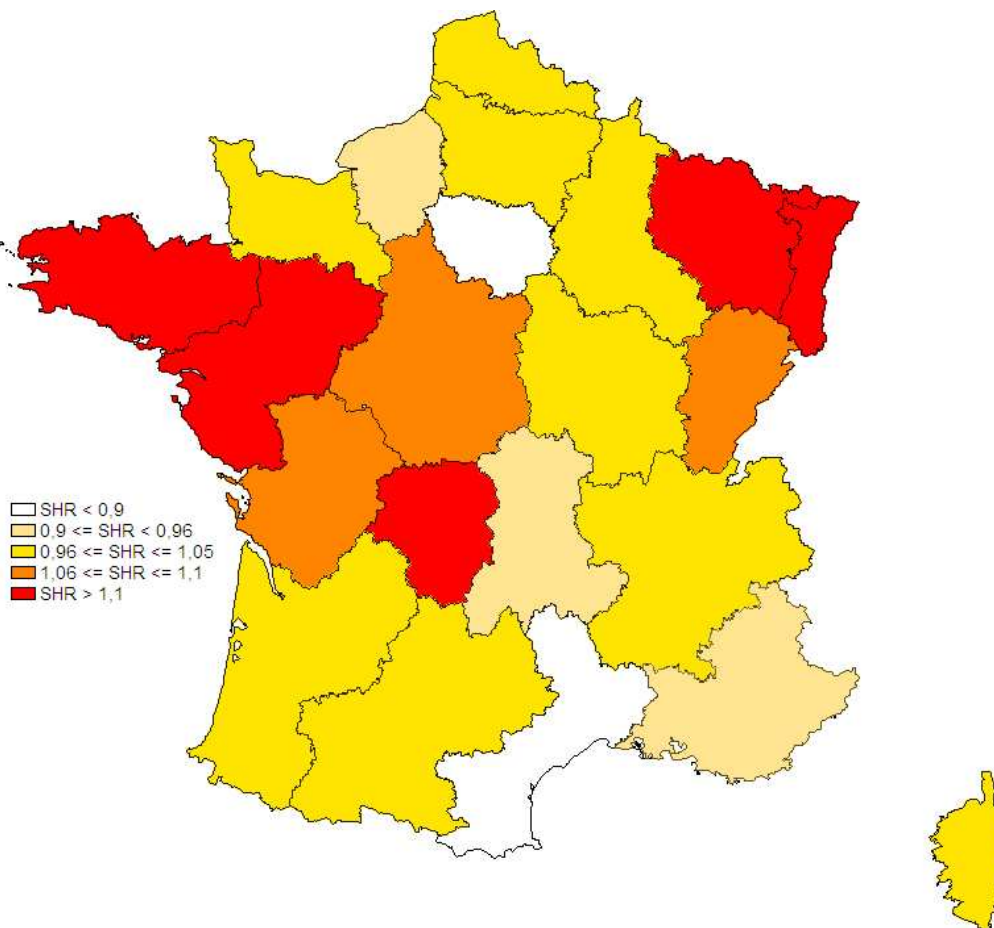 SHR < 0,9
0,9 <= SHR < 0,96
0,96 <= SHR <= 1,05
1,06 <= SHR <= 1,1
SHR > 1,1